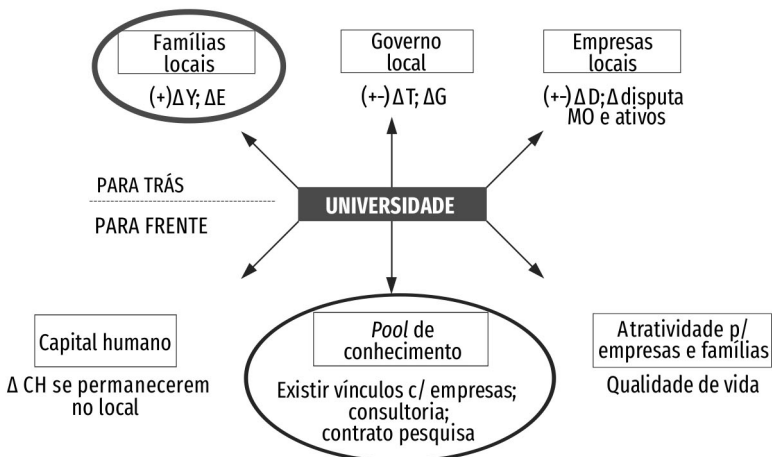 Famílias
locais
(+)ΔY; ΔE
Governo
local
(+-) ΔT; ΔG
Empresas
locais
(+-) Δ D; Δ disputa
MO e ativos
PARA TRÁS
UNIVERSIDADE
PARA FRENTE
Capital humano
Δ CH se permanecerem
no local
Pool de
conhecimento
Existir vínculos c/ empresas;
consultoria;
contrato pesquisa
Atratividade p/
empresas e famílias
Qualidade de vida